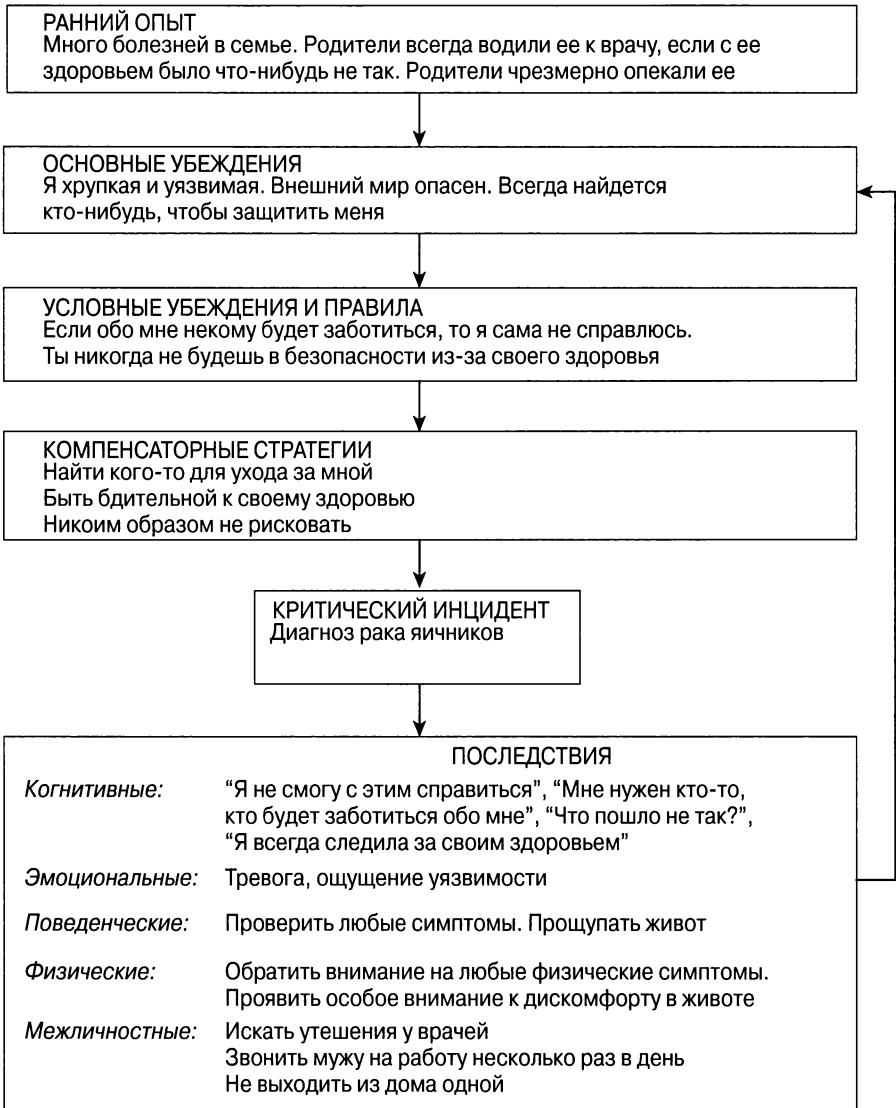 РАННИЙ ОПЫТ
Много болезней в семье. Родители всегда водили ее к врачу, если с ее
здоровьем было что-нибудь не так. Родители чрезмерно опекали ее
ОСНОВНЫЕ УБЕЖДЕНИЯ
Я хрупкая и уязвимая. Внешний мир опасен. Всегда найдется
кто-нибудь, чтобы защитить меня
УСЛОВНЫЕ УБЕЖДЕНИЯ И ПРАВИЛА
Если обо мне некому будет заботиться, то я сама не справлюсь.
Ты никогда не будешь в безопасности из-за своего здоровья
КОМПЕНСАТОРНЫЕ СТРАТЕГИИ
Найти кого-то для ухода за мной
Быть бдительной к своему здоровью
Никоим образом не рисковать
КРИТИЧЕСКИЙ ИНЦИДЕНТ
Диагноз рака яичников
ПОСЛЕДСТВИЯ
Когнитивные: “Я не смогу с этим справиться”, “Мне нужен кто-то,
кто будет заботиться обо мне”, “Что пошло не так?”,
“Я всегда следила за своим здоровьем”
Эмоциональные: Тревога, ощущение уязвимости
Поведенческие: Проверить любые симптомы. Прощупать живот
Физические: Обратить внимание на любые физические симптомы.
Проявить особое внимание к дискомфорту в животе
Межличностные: Искать утешения у врачей
Звонить мужу на работу несколько раз в день
Не выходить из дома одной